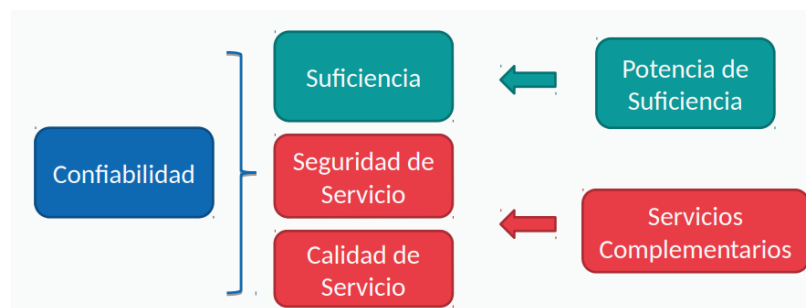 Suficiencia
Potencia de
Suficiencia
Confiabilidad
Seguridad de
Servicio
Servicios
Complementarios
Calidad de
Servicio